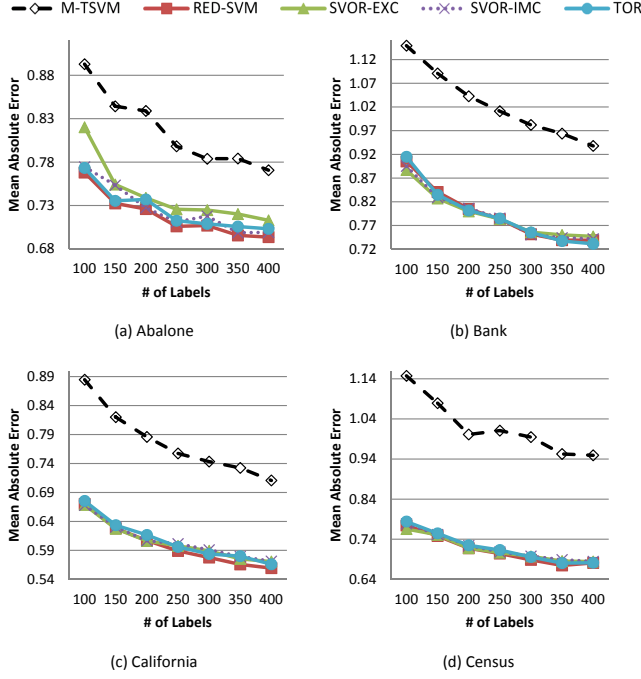 M-TSVM RED-SVM SVOR-EXC SVOR-IMC TOR
Mean Absolute Error
0.88
0.83
0.78
0.73
0.68
100 150 200 250 300 350 400
# of Labels
(a) Abalone
Mean Absolute Error
1.12
1.07
1.02
0.97
0.92
0.87
0.82
0.77
0.72
100 150 200 250 300 350 400
# of Labels
(b) Bank
Mean Absolute Error
0.89
0.84
0.79
0.74
0.69
0.64
0.59
0.54
100 150 200 250 300 350 400
# of Labels
(c) California
Mean Absolute Error
1.14
1.04
0.94
0.84
0.74
0.64
100 150 200 250 300 350 400
# of Labels
(d) Census